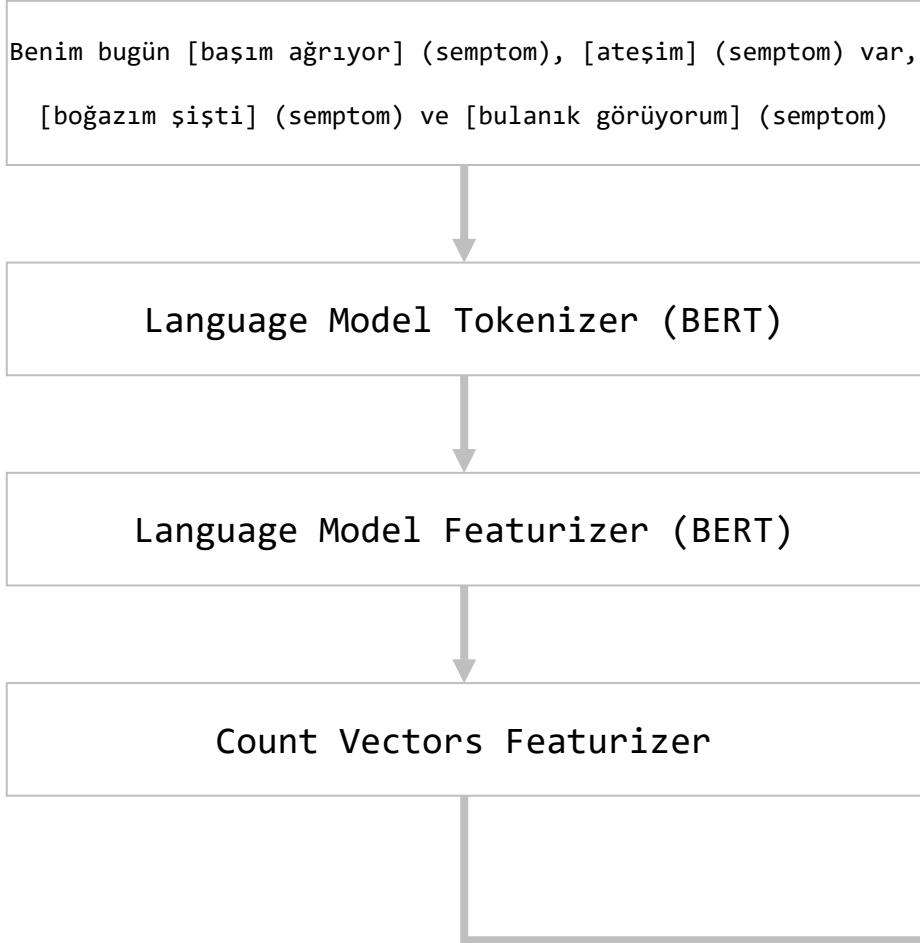 Benim bugün [başım ağrıyor] (semptom), [ateşim] (semptom) var,
[boğazım şişti] (semptom) ve [bulanık görüyorum] (semptom)
Language Model Tokenizer (BERT)
Language Model Featurizer (BERT)
Count Vectors Featurizer